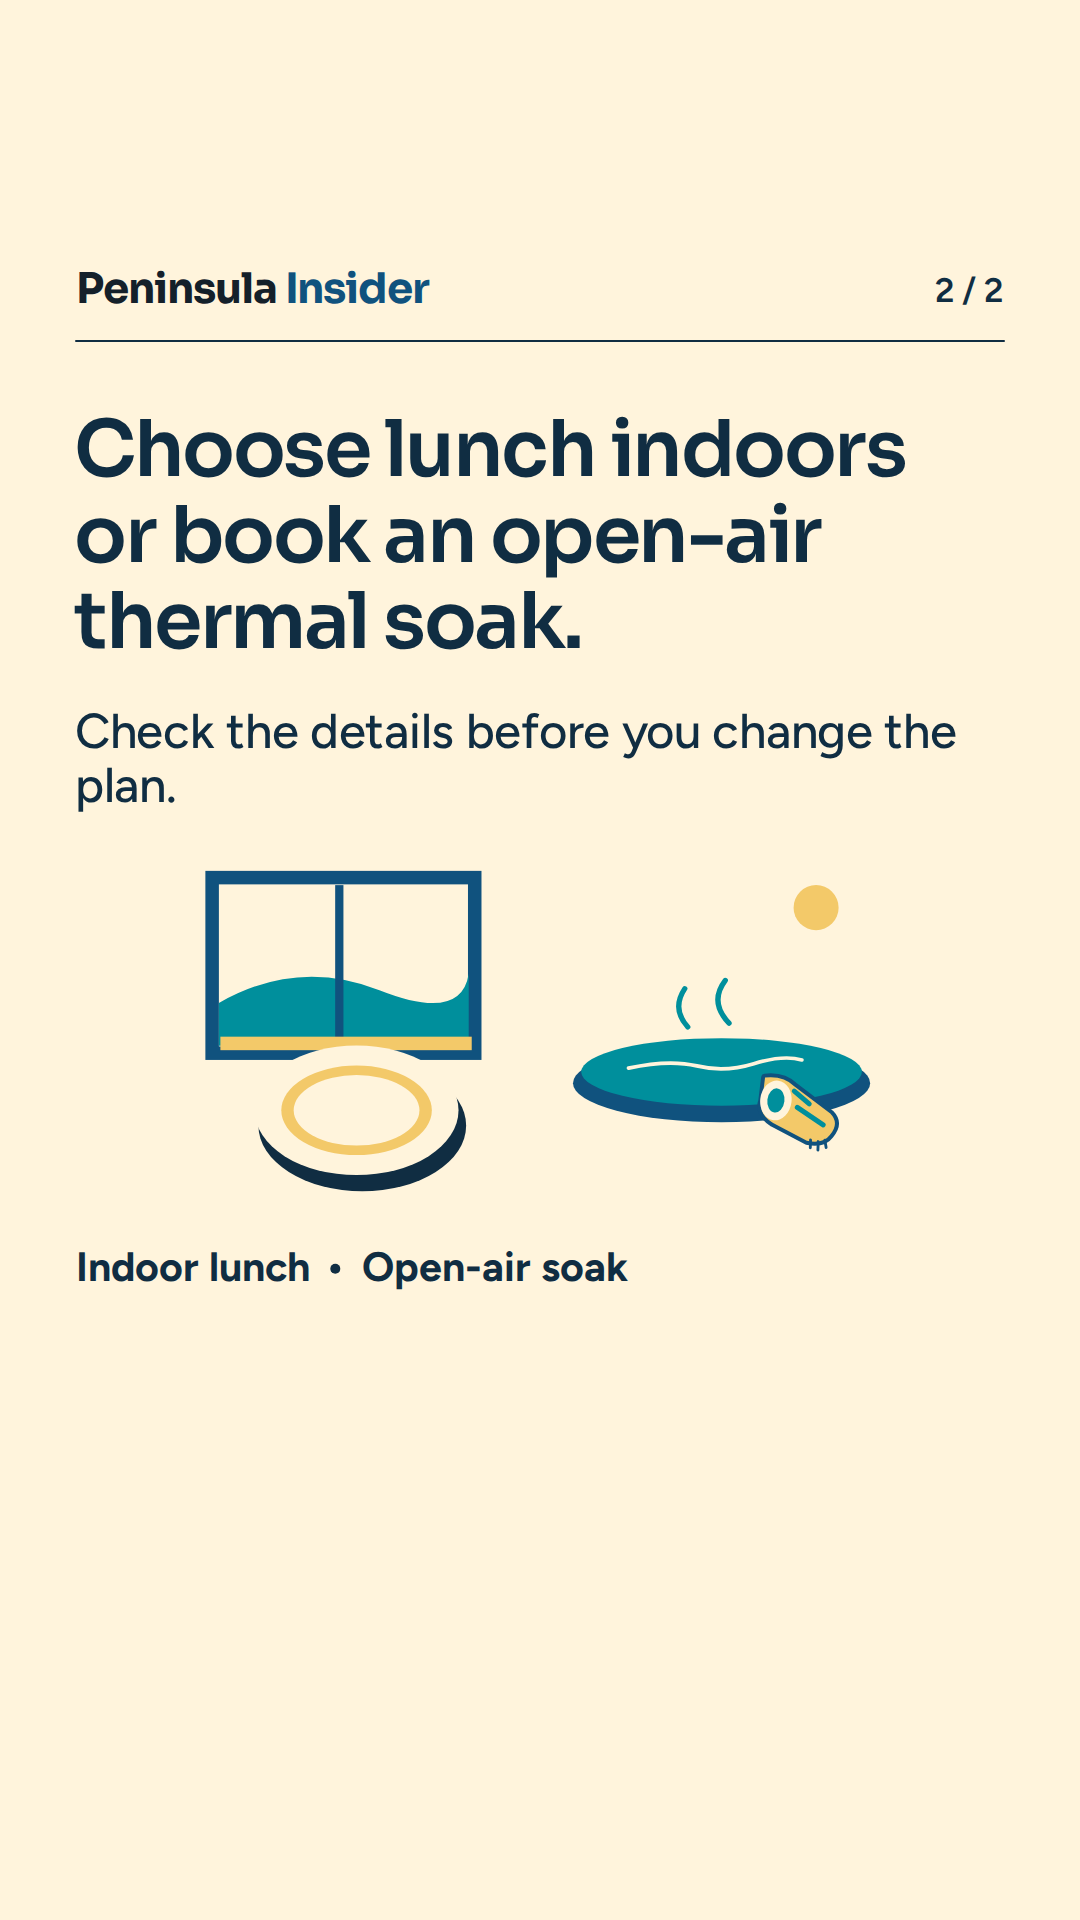 Peninsula Insider
2 / 2
Choose lunch indoors
or book an open-air
thermal soak.
Check the details before you change the
plan.
Indoor lunch • Open-air soak